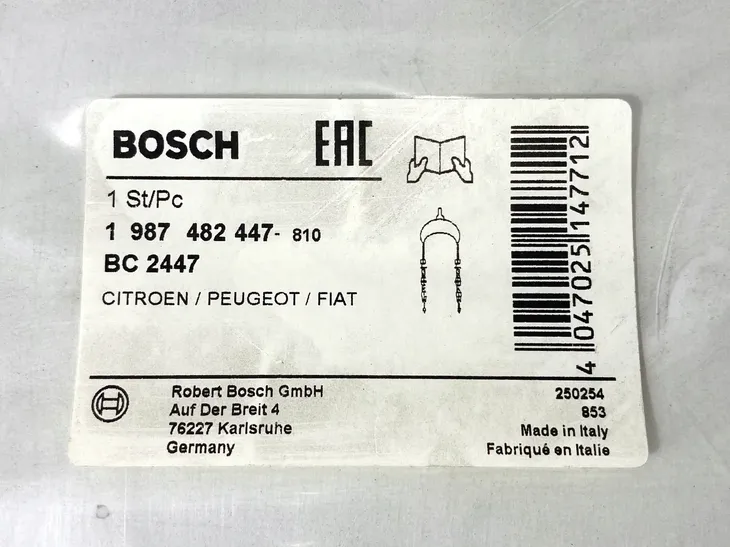 BOSCH EAC
1 St/Pc
1 987 482 447- 810
BC 2447
CITROEN / PEUGEOT / FIAT
4 047025 147712
Robert Bosch GmbH
Auf Der Breit 4
76227 Karlsruhe
Germany
250254
853
Made in Italy
Fabriqué en Italie